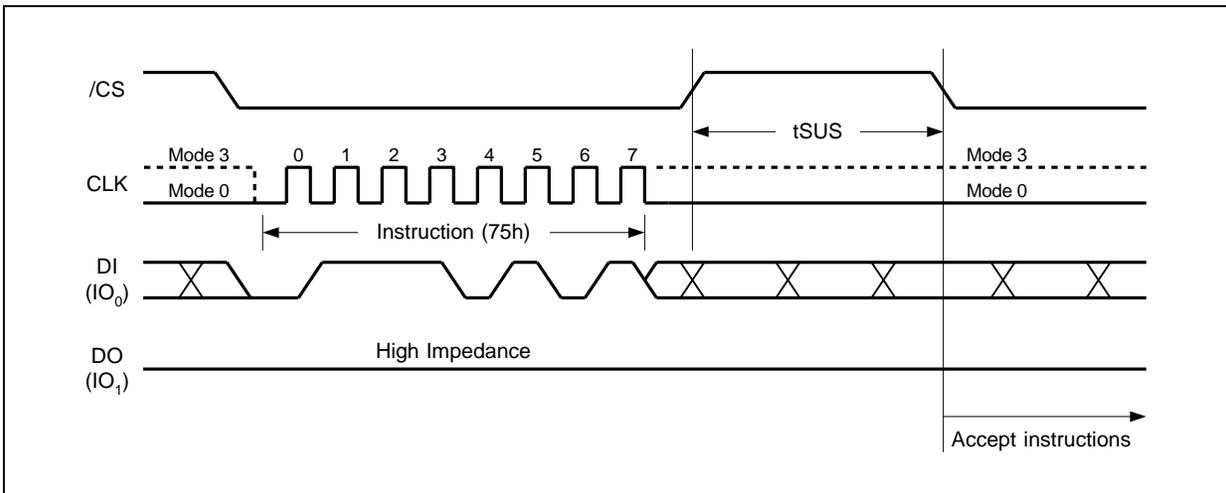 /CS
tSUS
0 1 2 3 4 5 6 7
Mode 3
Mode 3
CLK
Mode 0
Mode 0
Instruction (75h)
DI
(IO₀)
High Impedance
DO
(IO₁)
Accept instructions